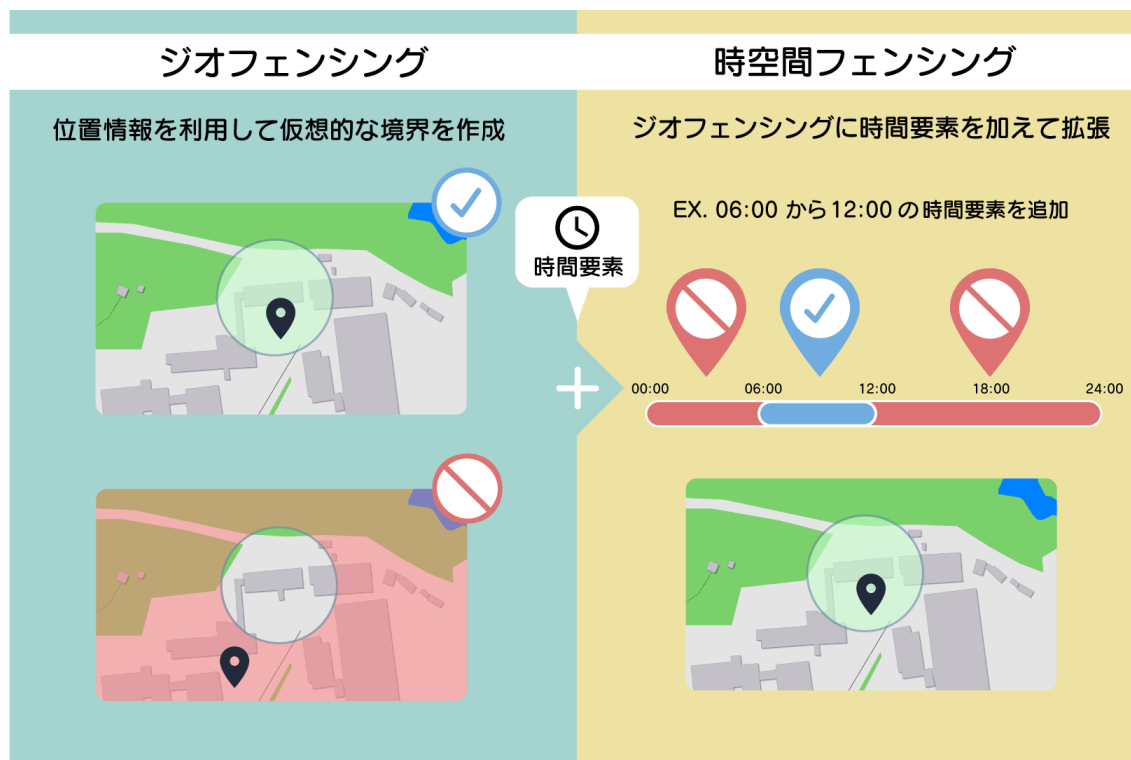 ジオフェンシング
位置情報を利用して仮想的な境界を作成
時間要素
時空間フェンシング
ジオフェンシングに時間要素を加えて拡張
EX. 06:00 から12:00 の時間要素を追加
00:00 06:00 12:00 18:00 24:00